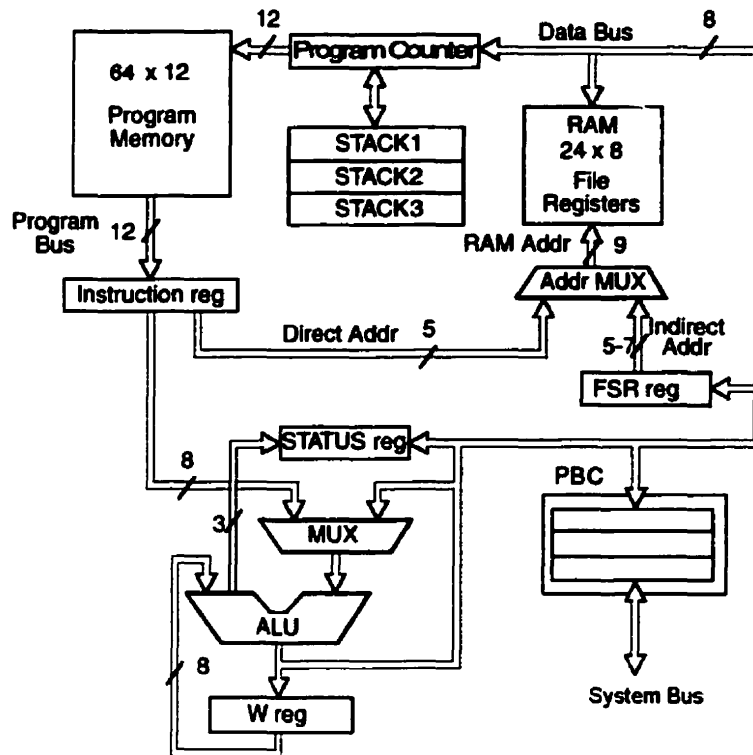 12
Data Bus
8
Program Counter
64 x 12
Program
Memory
STACK1
STACK2
STACK3
RAM
24 x 8
File
Registers
Program
Bus
12
RAM Addr
9
Instruction reg
Addr MUX
Direct Addr
5
5-7
Indirect
Addr
FSR reg
STATUS reg
8
PBC
3
MUX
ALU
8
W reg
System Bus